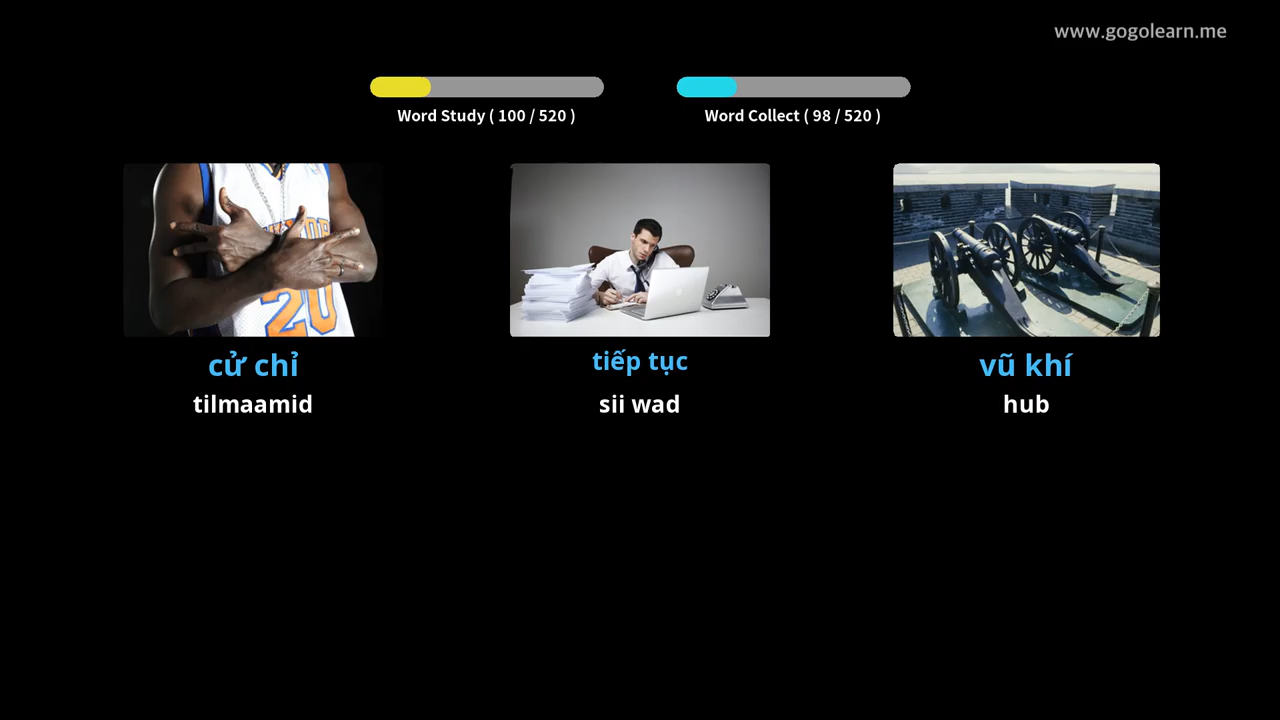 www.gogolearn.me
Word Study ( 100 / 520 )
Word Collect ( 98 / 520 )
20
cử chỉ
tiếp tục
vũ khí
tilmaamid
sii wad
hub